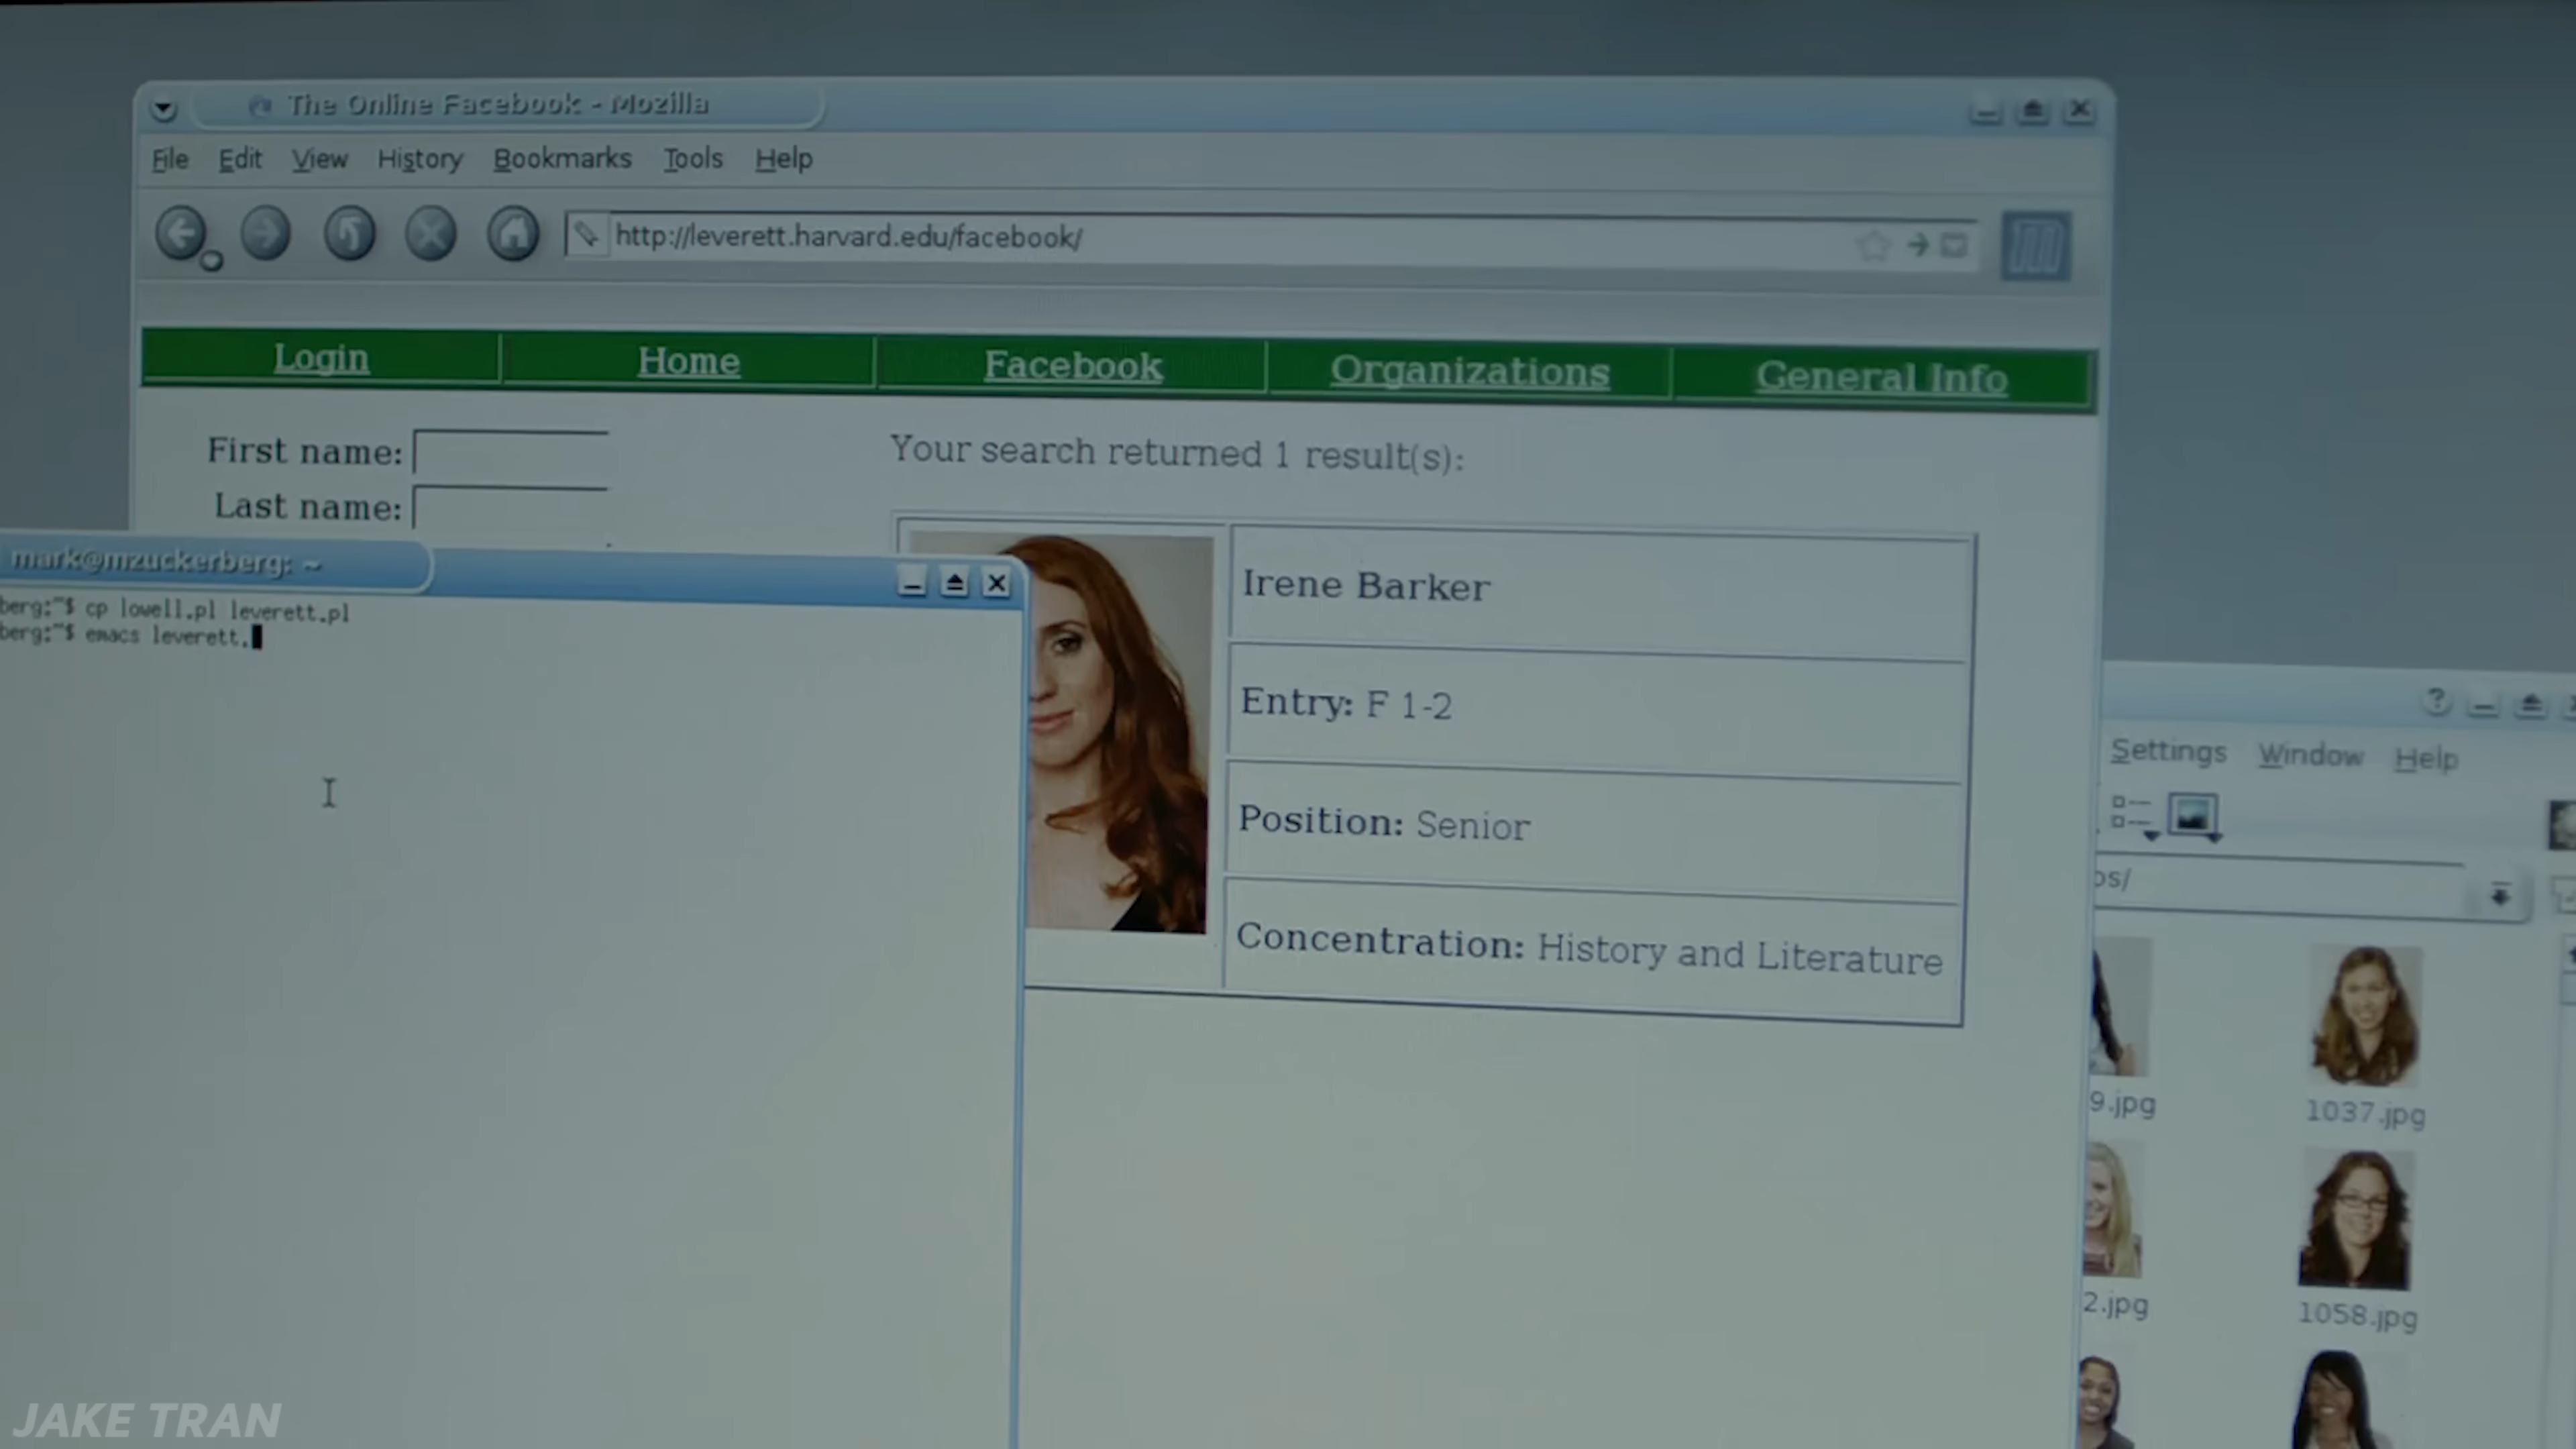 The Online Facebook - Mozilla
File Edit View History Bookmarks Tools Help
http://leverett.harvard.edu/facebook/
Login Home Facebook Organizations General Info
First name:
Last name:
Your search returned 1 result(s):
Irene Barker
Entry: F 1-2
Position: Senior
Concentration: History and Literature
mark@mzuckerberg: ~
berg:~$ cp lowell.pl leverett.pl
berg:~$ emacs leverett.
?
Settings Window Help
os/
9.jpg 1037.jpg
2.jpg 1058.jpg
JAKE TRAN